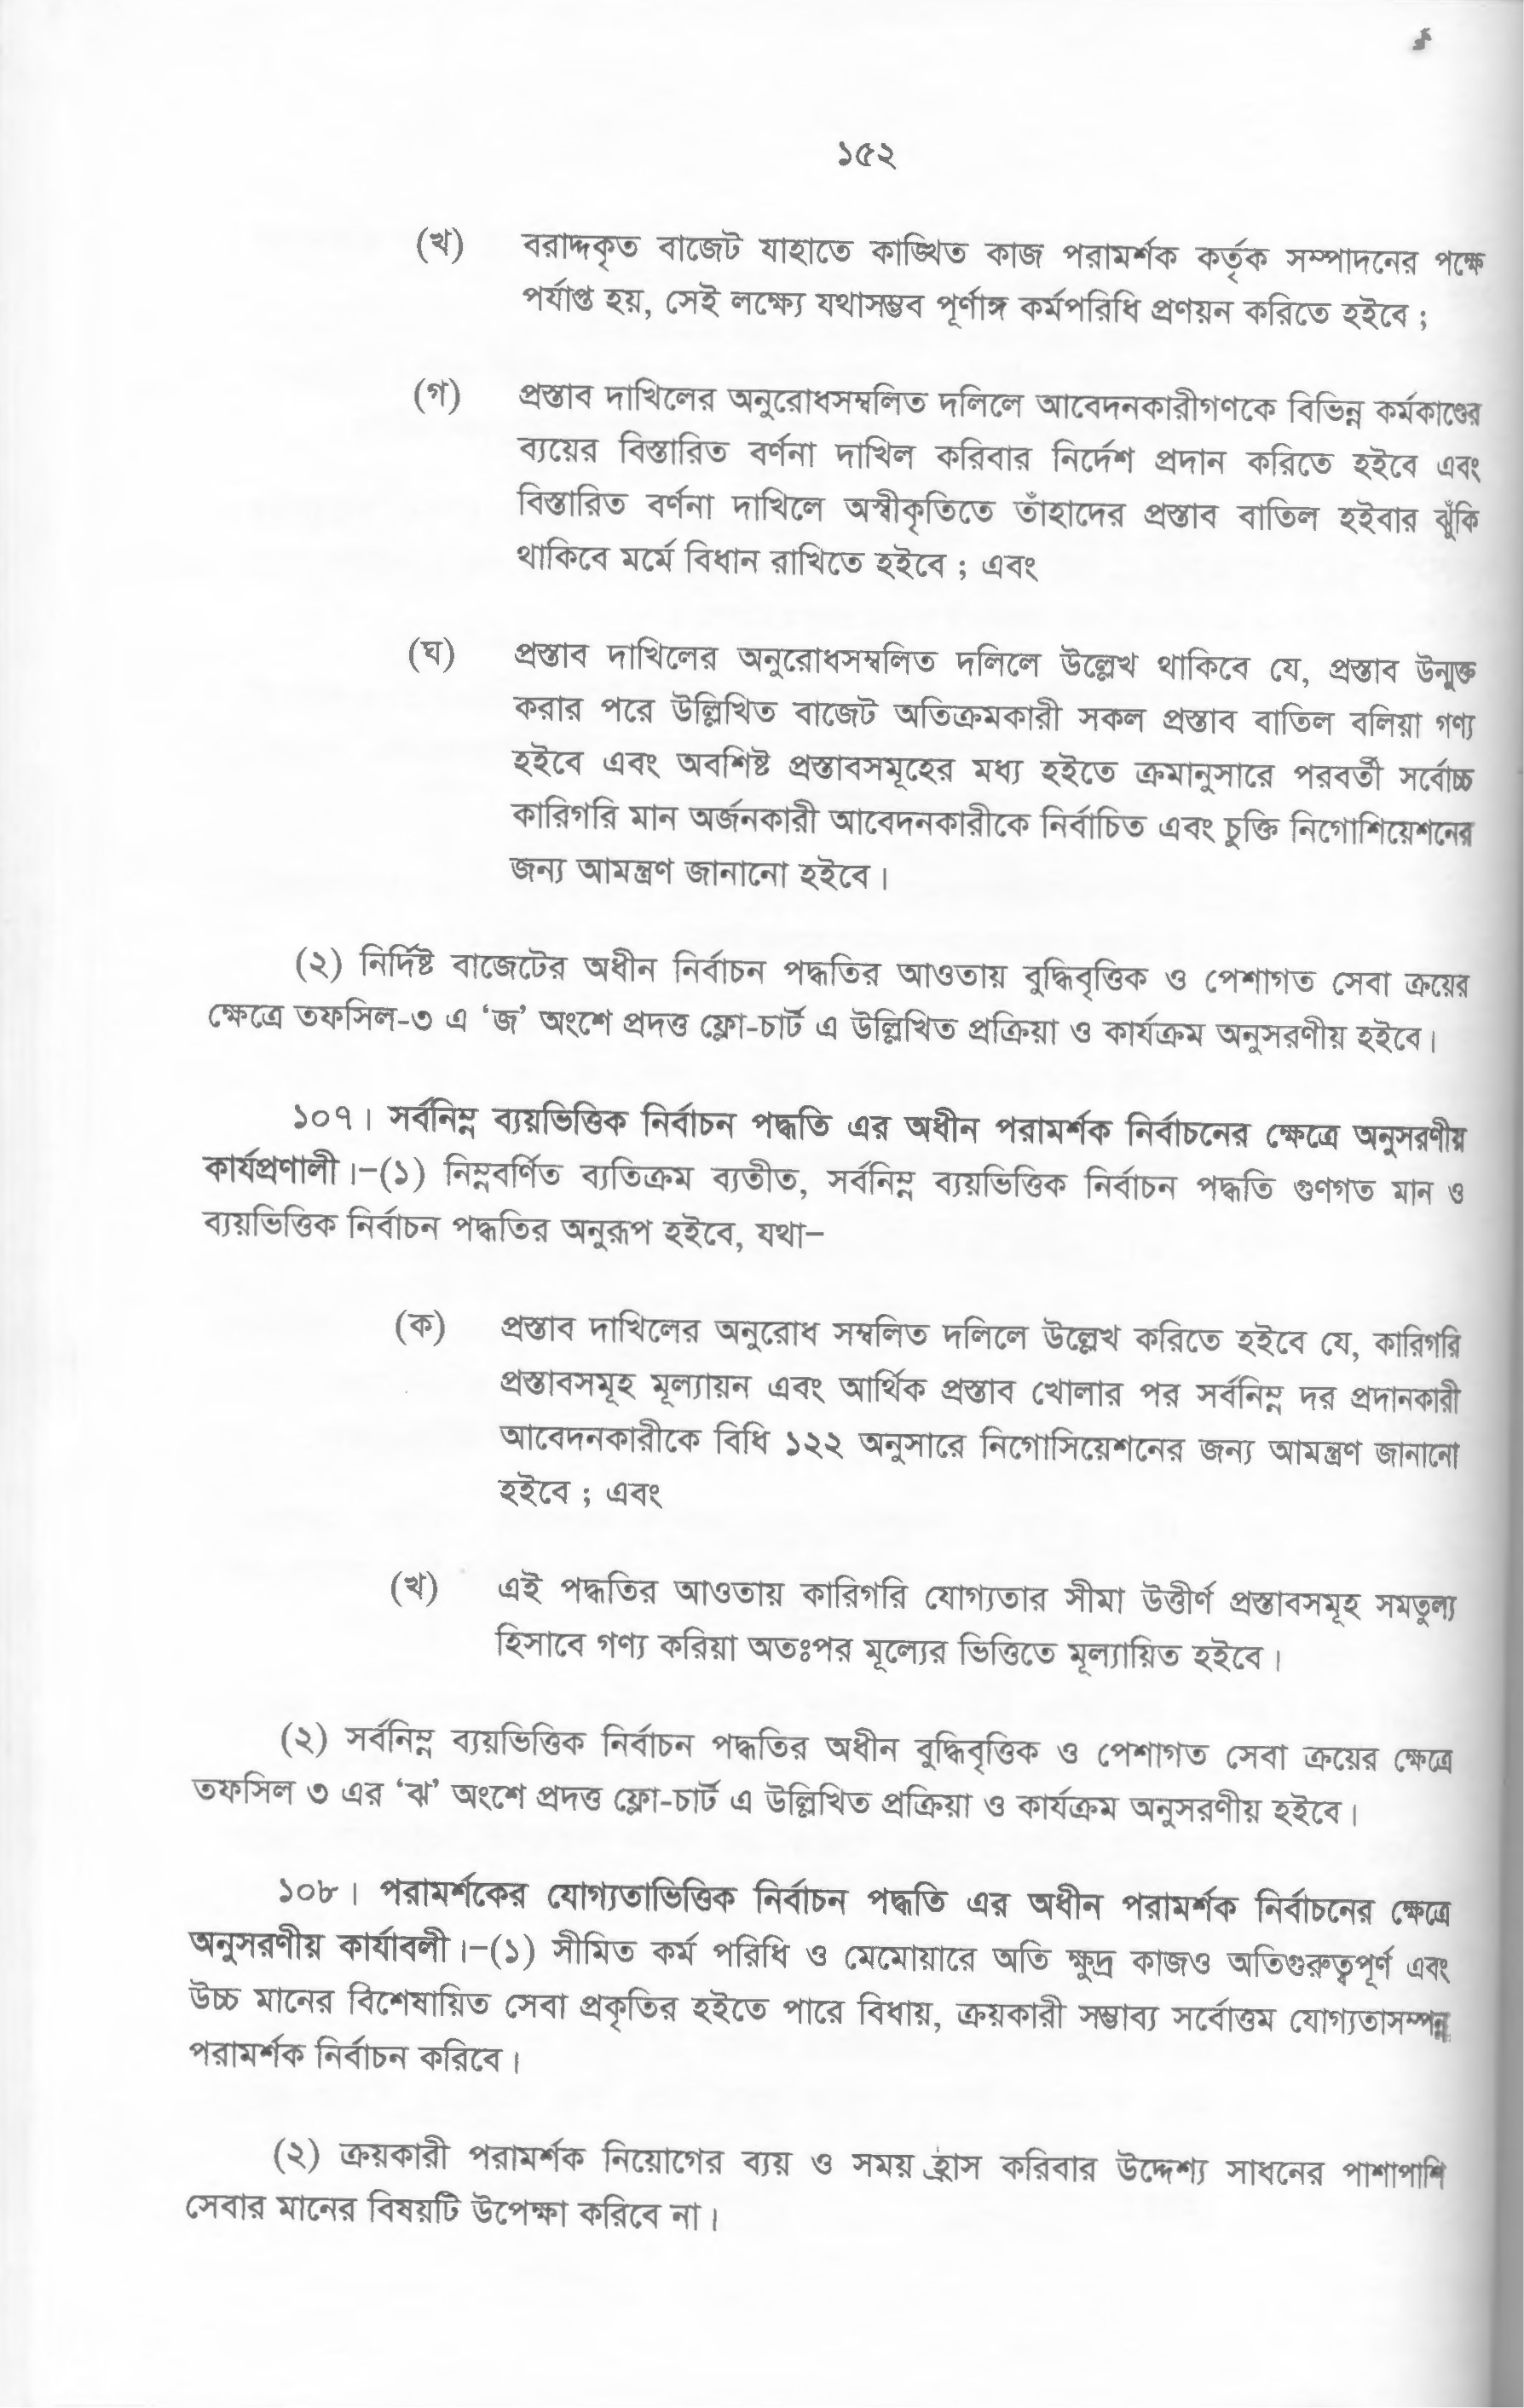 ১৫২
(খ) বরাদ্দকৃত বাজেট যাহাতে কাঙ্খিত কাজ পরামর্শক কর্তৃক সম্পাদনের পক্ষে
পর্যাপ্ত হয়, সেই লক্ষ্যে যথাসম্ভব পূর্ণাঙ্গ কর্মপরিধি প্রণয়ন করিতে হইবে ;
(গ) প্রস্তাব দাখিলের অনুরোধসম্বলিত দলিলে আবেদনকারীগণকে বিভিন্ন কর্মকাণ্ডের
ব্যয়ের বিস্তারিত বর্ণনা দাখিল করিবার নির্দেশ প্রদান করিতে হইবে এবং
বিস্তারিত বর্ণনা দাখিলে অস্বীকৃতিতে তাঁহাদের প্রস্তাব বাতিল হইবার ঝুঁকি
থাকিবে মর্মে বিধান রাখিতে হইবে ; এবং
(ঘ) প্রস্তাব দাখিলের অনুরোধসম্বলিত দলিলে উল্লেখ থাকিবে যে, প্রস্তাব উন্মুক্ত
করার পরে উল্লিখিত বাজেট অতিক্রমকারী সকল প্রস্তাব বাতিল বলিয়া গণ্য
হইবে এবং অবশিষ্ট প্রস্তাবসমূহের মধ্য হইতে ক্রমানুসারে পরবর্তী সর্বোচ্চ
কারিগরি মান অর্জনকারী আবেদনকারীকে নির্বাচিত এবং চুক্তি নিগোশিয়েশনের
জন্য আমন্ত্রণ জানানো হইবে।
(২) নির্দিষ্ট বাজেটের অধীন নির্বাচন পদ্ধতির আওতায় বুদ্ধিবৃত্তিক ও পেশাগত সেবা ক্রয়ের
ক্ষেত্রে তফসিল-৩ এ ‘জ’ অংশে প্রদত্ত ফ্লো-চার্ট এ উল্লিখিত প্রক্রিয়া ও কার্যক্রম অনুসরণীয় হইবে।
১০৭। সর্বনিম্ন ব্যয়ভিত্তিক নির্বাচন পদ্ধতি এর অধীন পরামর্শক নির্বাচনের ক্ষেত্রে অনুসরণীয়
কার্যপ্রণালী।−(১) নিম্নবর্ণিত ব্যতিক্রম ব্যতীত, সর্বনিম্ন ব্যয়ভিত্তিক নির্বাচন পদ্ধতি গুণগত মান ও
ব্যয়ভিত্তিক নির্বাচন পদ্ধতির অনুরূপ হইবে, যথা−
(ক) প্রস্তাব দাখিলের অনুরোধ সম্বলিত দলিলে উল্লেখ করিতে হইবে যে, কারিগরি
প্রস্তাবসমূহ মূল্যায়ন এবং আর্থিক প্রস্তাব খোলার পর সর্বনিম্ন দর প্রদানকারী
আবেদনকারীকে বিধি ১২২ অনুসারে নিগোসিয়েশনের জন্য আমন্ত্রণ জানানো
হইবে ; এবং
(খ) এই পদ্ধতির আওতায় কারিগরি যোগ্যতার সীমা উত্তীর্ণ প্রস্তাবসমূহ সমতুল্য
হিসাবে গণ্য করিয়া অতঃপর মূল্যের ভিত্তিতে মূল্যায়িত হইবে।
(২) সর্বনিম্ন ব্যয়ভিত্তিক নির্বাচন পদ্ধতির অধীন বুদ্ধিবৃত্তিক ও পেশাগত সেবা ক্রয়ের ক্ষেত্রে
তফসিল ৩ এর ‘ঝ’ অংশে প্রদত্ত ফ্লো-চার্ট এ উল্লিখিত প্রক্রিয়া ও কার্যক্রম অনুসরণীয় হইবে।
১০৮। পরামর্শকের যোগ্যতাভিত্তিক নির্বাচন পদ্ধতি এর অধীন পরামর্শক নির্বাচনের ক্ষেত্রে
অনুসরণীয় কার্যাবলী।−(১) সীমিত কর্ম পরিধি ও মেমোয়ারে অতি ক্ষুদ্র কাজও অতিগুরুত্বপূর্ণ এবং
উচ্চ মানের বিশেষায়িত সেবা প্রকৃতির হইতে পারে বিধায়, ক্রয়কারী সম্ভাব্য সর্বোত্তম যোগ্যতাসম্পন্ন
পরামর্শক নির্বাচন করিবে।
(২) ক্রয়কারী পরামর্শক নিয়োগের ব্যয় ও সময় হ্রাস করিবার উদ্দেশ্য সাধনের পাশাপাশি
সেবার মানের বিষয়টি উপেক্ষা করিবে না।